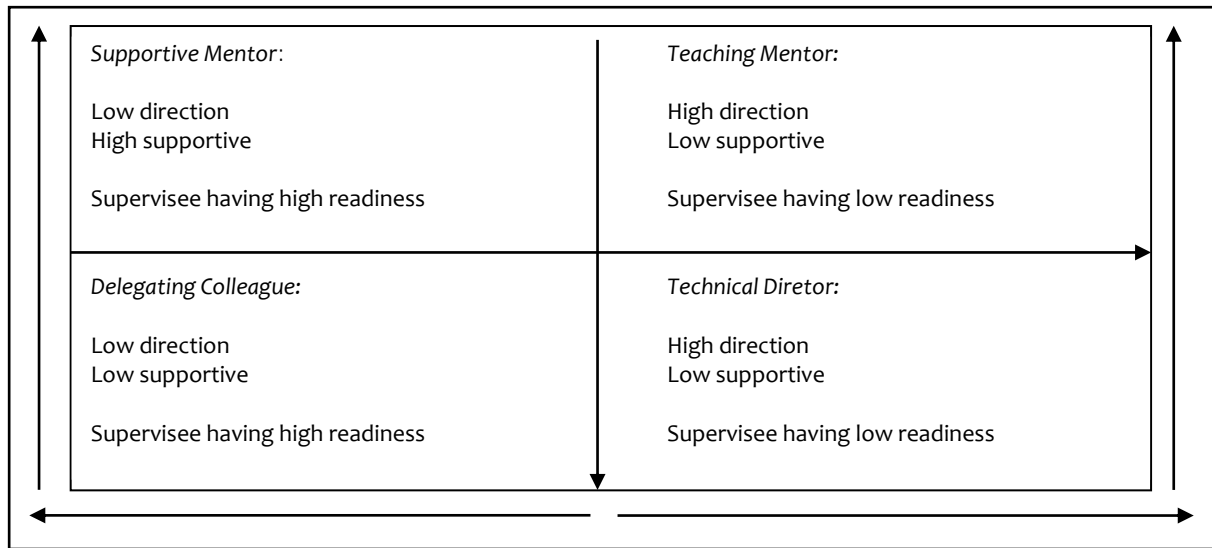 Supportive Mentor:
Low direction
High supportive
Supervisee having high readiness
Teaching Mentor:
High direction
Low supportive
Supervisee having low readiness
Delegating Colleague:
Low direction
Low supportive
Supervisee having high readiness
Technical Diretor:
High direction
Low supportive
Supervisee having low readiness